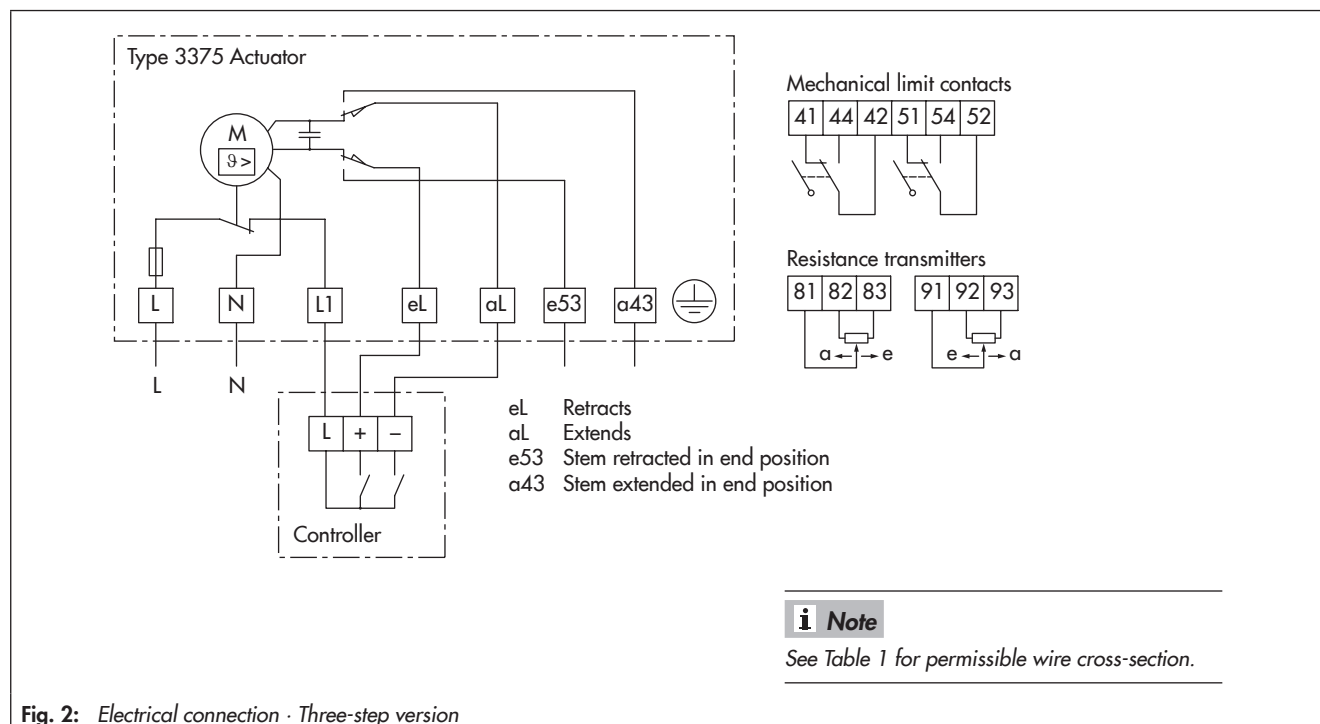 Type 3375 Actuator
M
ϑ >
L N L1 eL aL e53 a43
L N
L + –
Controller
eL Retracts
aL Extends
e53 Stem retracted in end position
a43 Stem extended in end position
Mechanical limit contacts
41 44 42 51 54 52
Resistance transmitters
81 82 83 91 92 93
a e e a
i Note
See Table 1 for permissible wire cross-section.
Fig. 2: Electrical connection · Three-step version